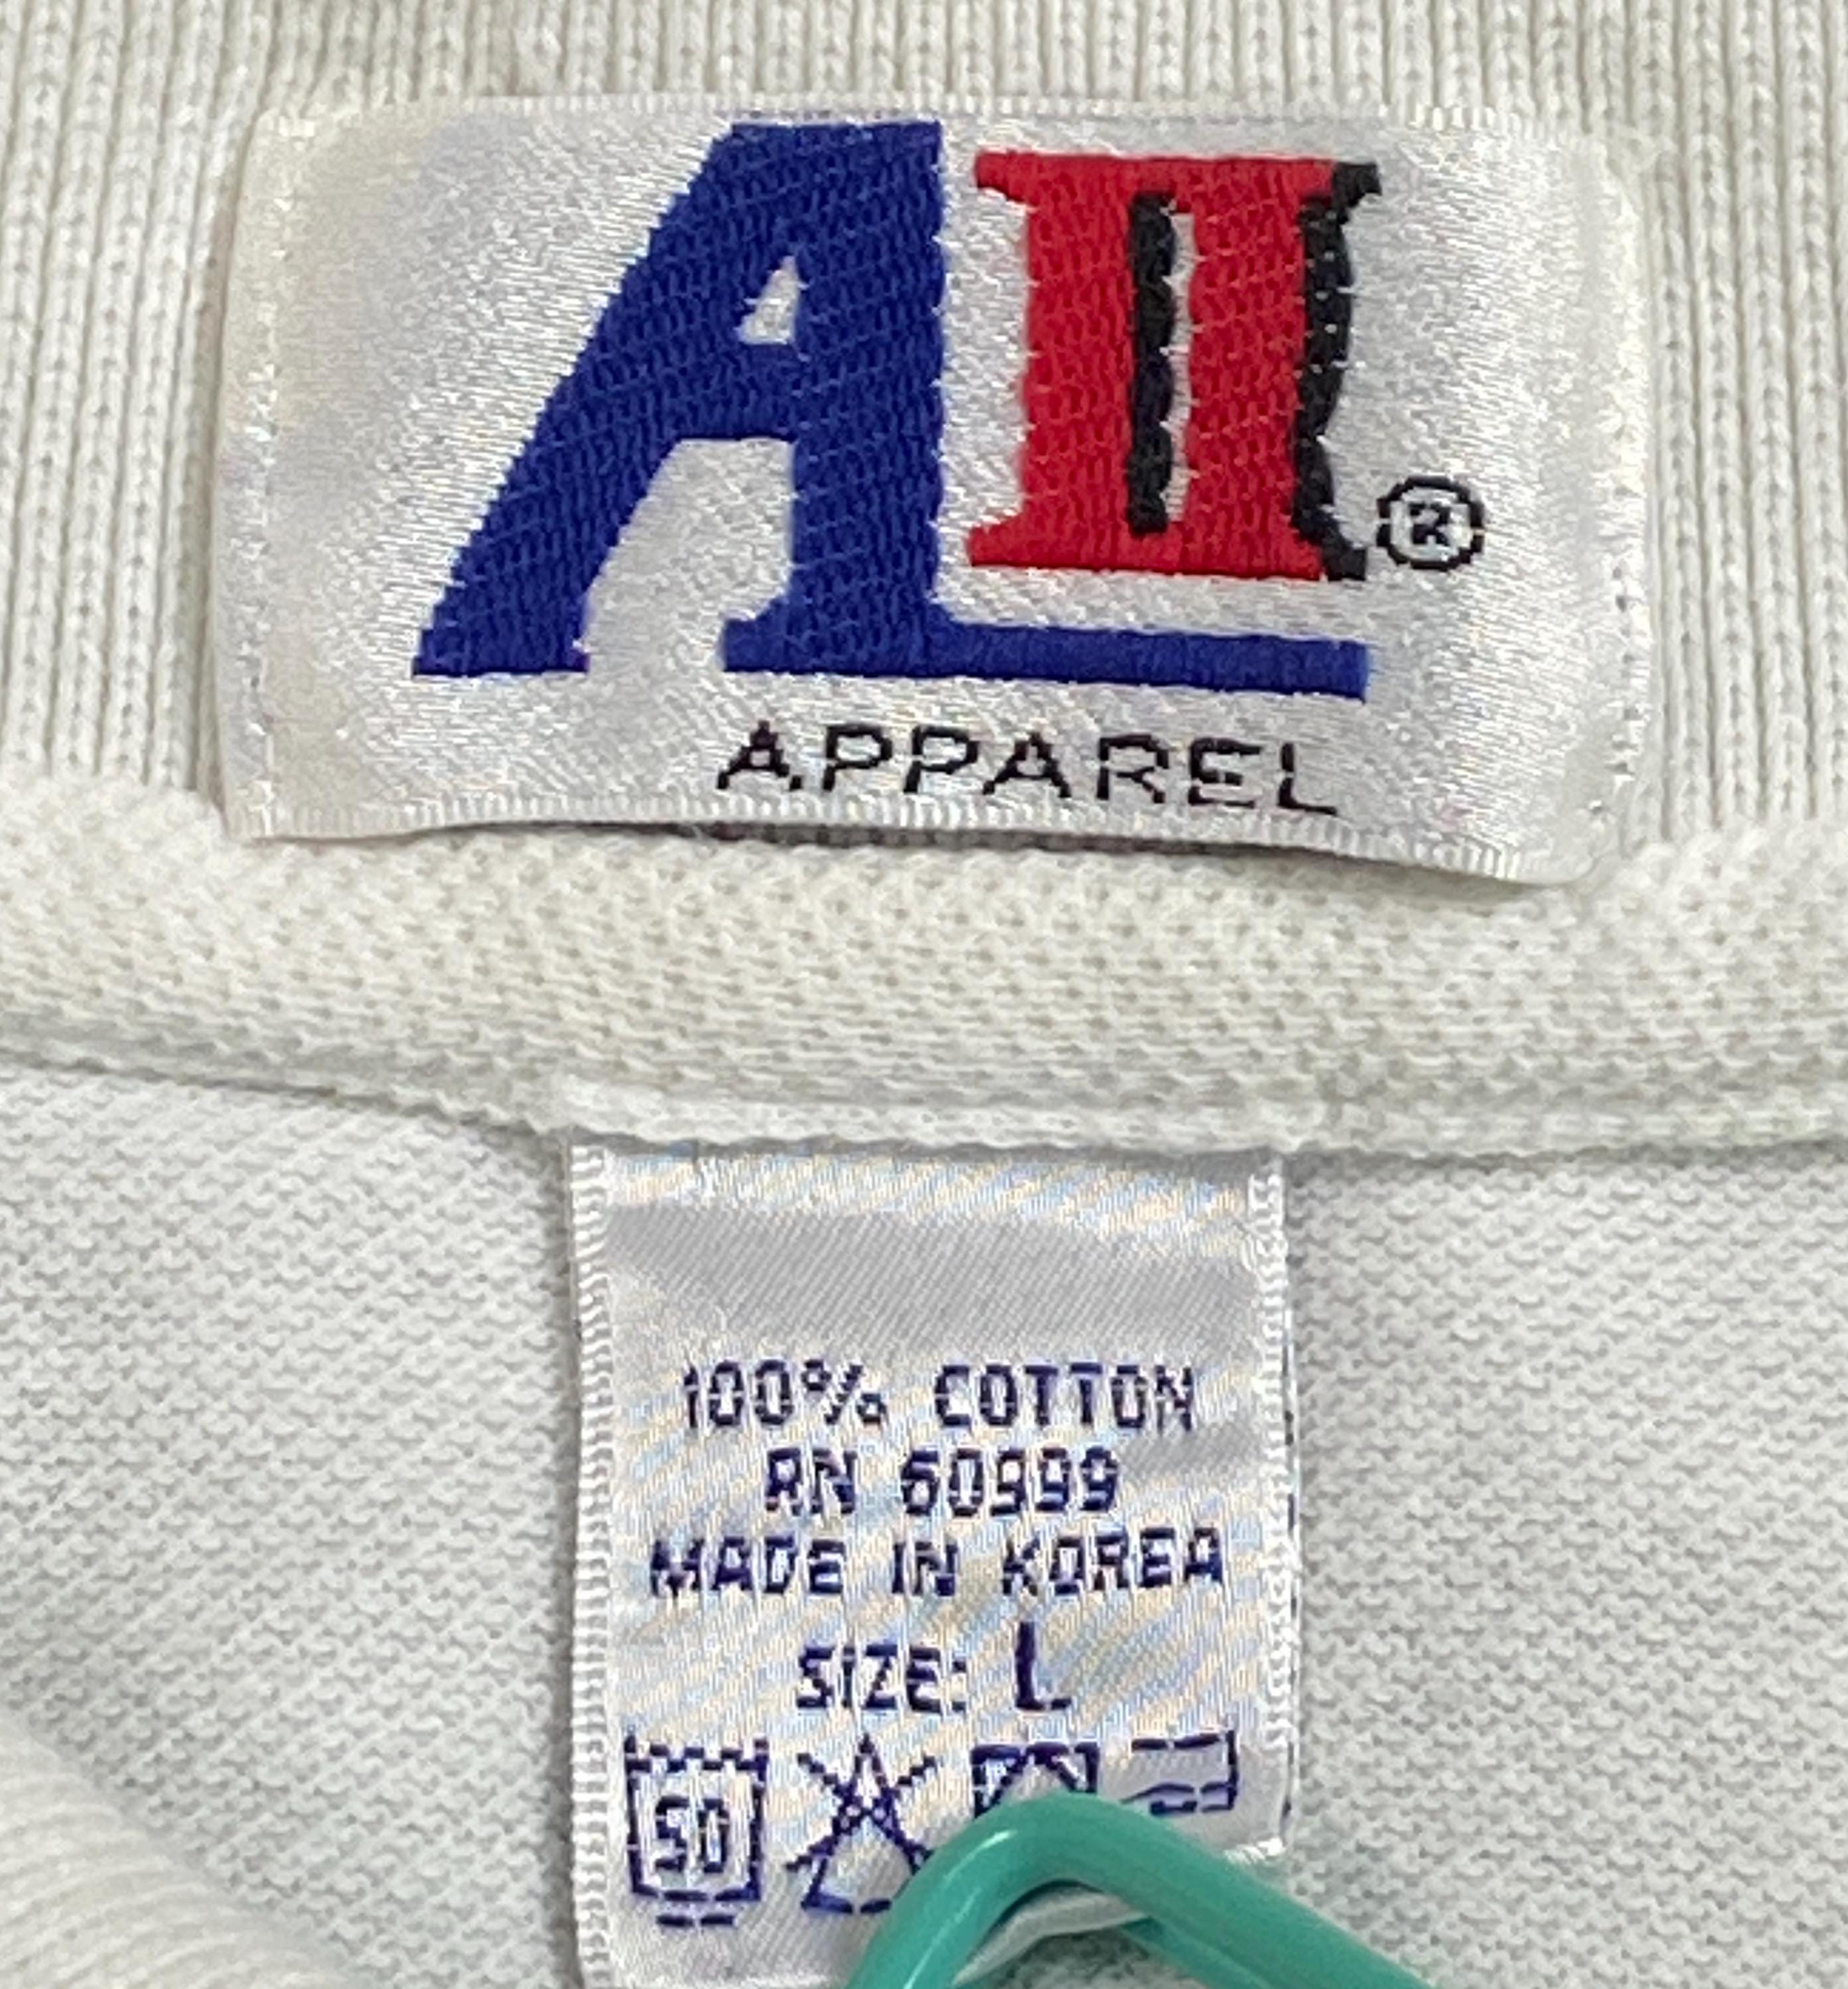 AII®
APPAREL
100% COTTON
RN 60999
MADE IN KOREA
SIZE: L
50